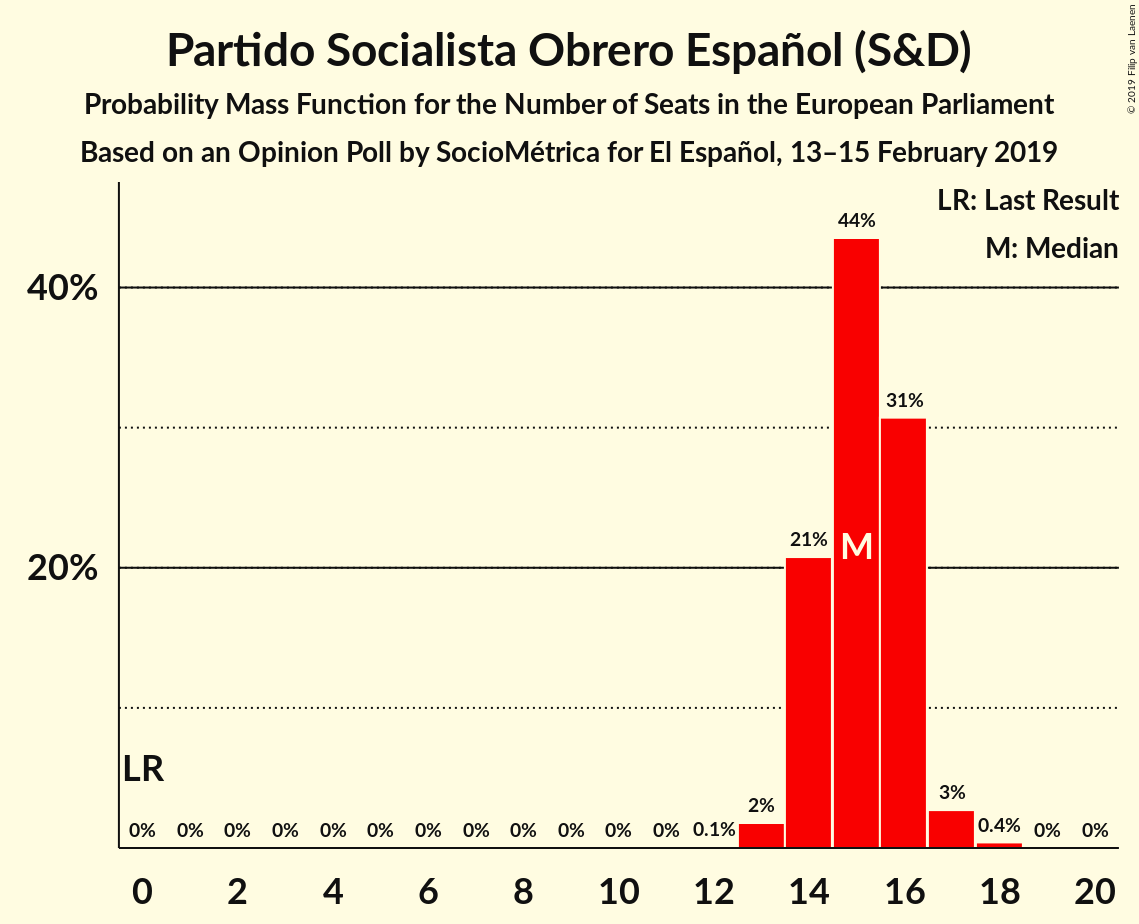 Partido Socialista Obrero Español (S&D)
Probability Mass Function for the Number of Seats in the European Parliament
Based on an Opinion Poll by SocioMétrica for El Español, 13–15 February 2019
© 2019 Filip van Laenen
LR: Last Result
M: Median
40%
20%
44%
31%
21%
M
LR
0% 0% 0% 0% 0% 0% 0% 0% 0% 0% 0% 0% 0.1% 2% 3% 0.4% 0% 0%
0 2 4 6 8 10 12 14 16 18 20